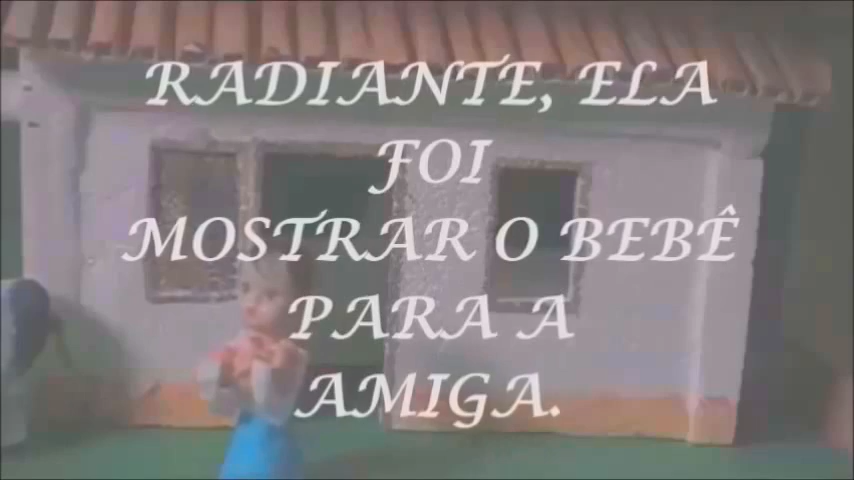 RADIANTE, ELA
FOI
MOSTRAR O BEBÊ
PARA A
AMIGA.